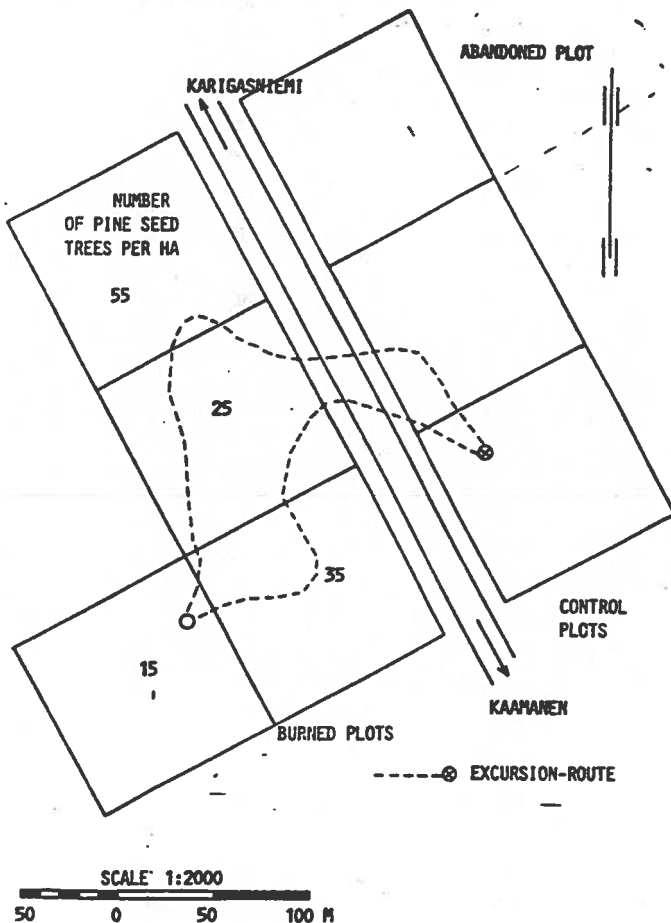 ABANDONED PLOT
KARIGASNIEMI
NUMBER
OF PINE SEED
TREES PER HA
55
25
35
15
CONTROL
PLOTS
KAAMANEN
BURNED PLOTS
EXCURSION-ROUTE
SCALE 1:2000
50 0 50 100 M